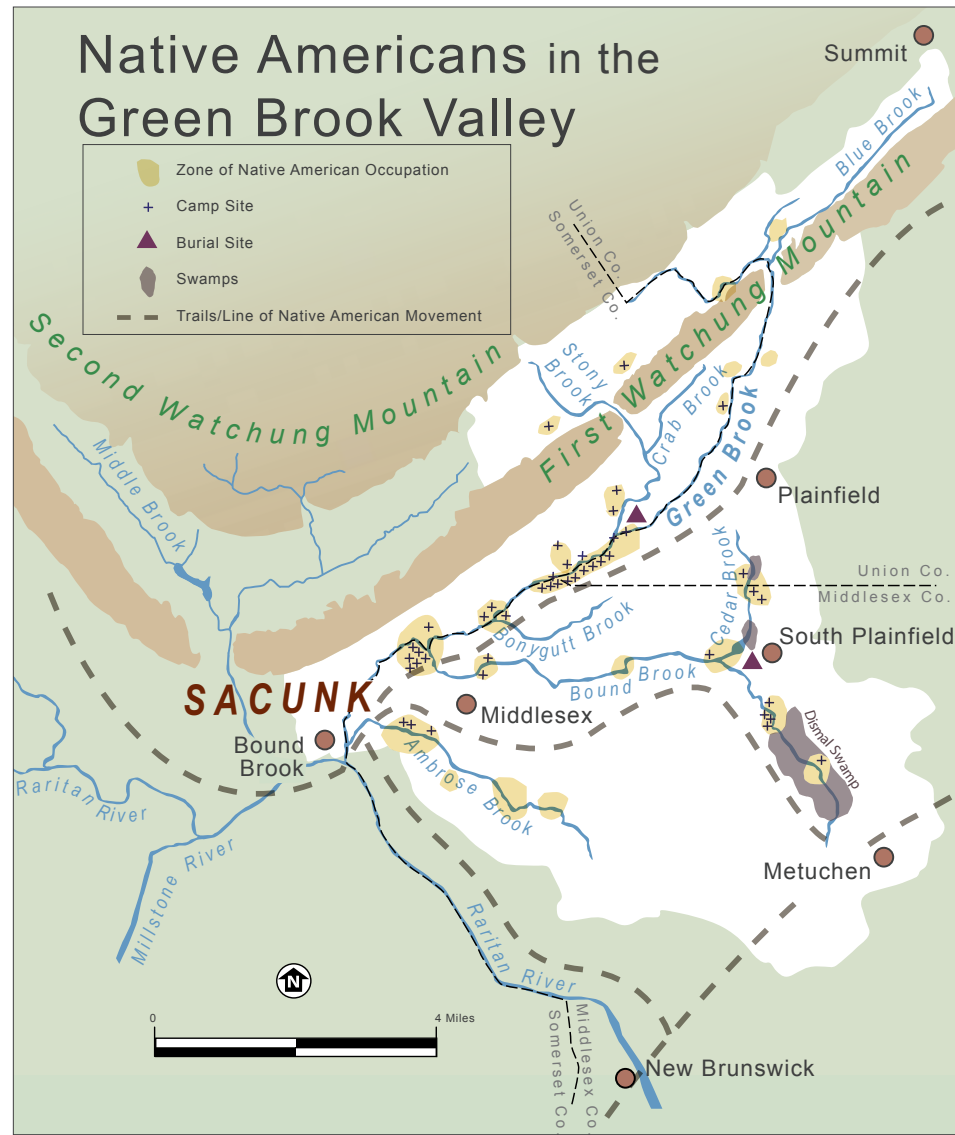 Native Americans in the
Green Brook Valley
Zone of Native American Occupation
Camp Site
Burial Site
Swamps
Trails/Line of Native American Movement
Summit
Blue Brook
Union Co.
Somerset Co.
Second Watchung Mountain
First Watchung Mountain
Stony
Brook
Crab Brook
Green Brook
Middle Brook
Plainfield
Union Co.
Middlesex Co.
Cedar Brook
Bonygutt Brook
South Plainfield
Bound Brook
SACUNK
Middlesex
Bound
Brook
Ambrose Brook
Dismal Swamp
Raritan
River
Millstone River
Metuchen
Raritan River
N
0
4 Miles
Somerset Co.
Middlesex Co.
New Brunswick